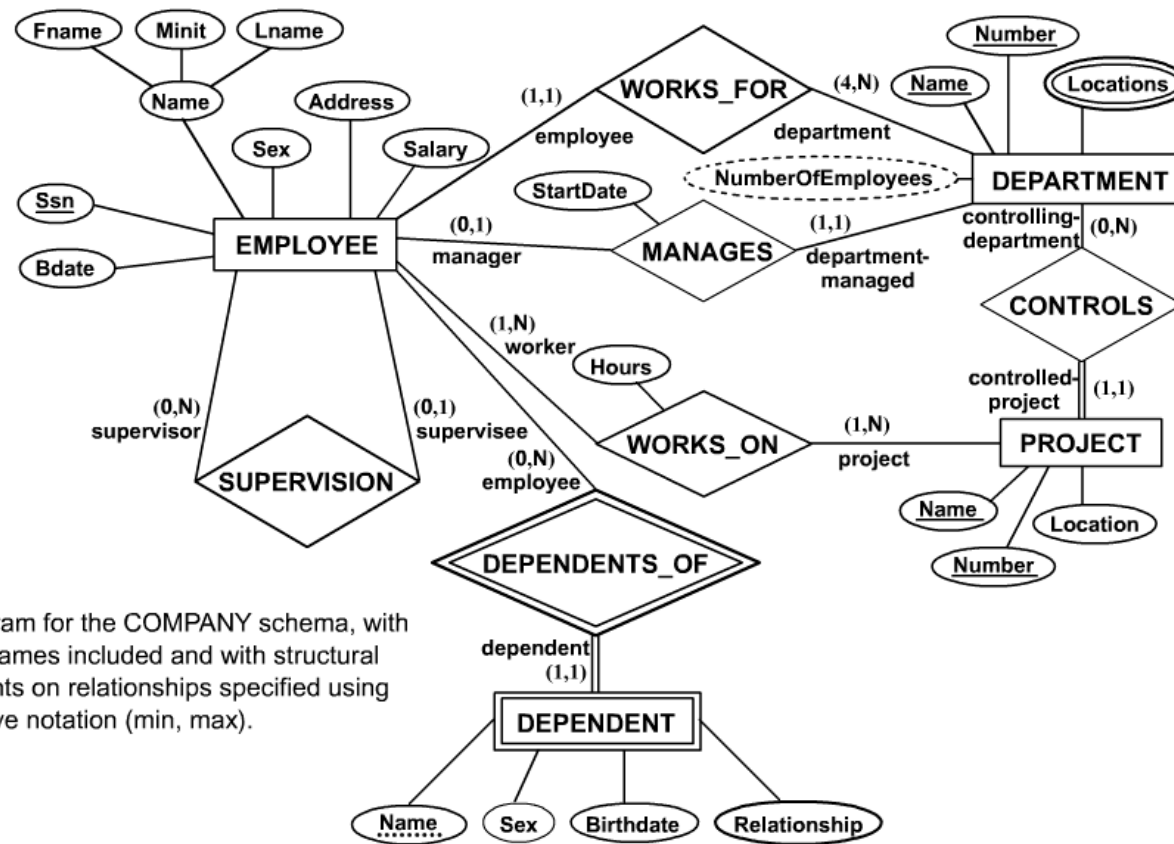 Fname
Minit
Lname
Name
Address
Sex
Salary
Ssn
Bdate
EMPLOYEE
(1,1)
employee
WORKS_FOR
(4,N)
department
Number
Name
Locations
NumberOfEmployees
DEPARTMENT
StartDate
(0,1)
manager
MANAGES
(1,1)
department-
managed
controlling-
department
(0,N)
CONTROLS
(1,N)
worker
Hours
controlled-
project
(1,1)
(0,N)
supervisor
(0,1)
supervisee
SUPERVISION
WORKS_ON
(1,N)
project
PROJECT
(0,N)
employee
Name
Location
Number
DEPENDENTS_OF
for the COMPANY schema, with
included and with structural
on relationships specified using
notation (min, max).
dependent
(1,1)
DEPENDENT
Name
Sex
Birthdate
Relationship